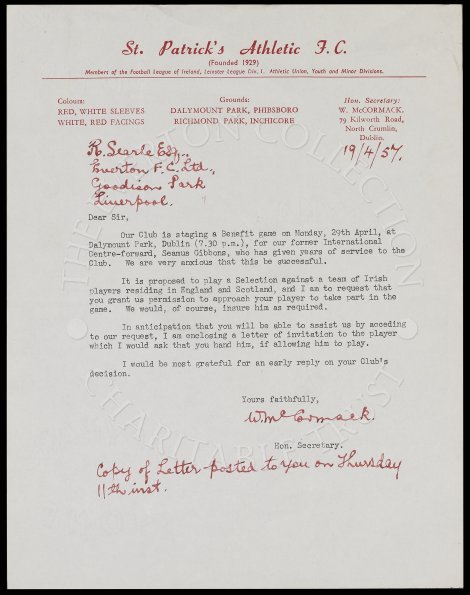 St. Patrick's Athletic F.C.
(Founded 1929)
Members of the Football League of Ireland, Leinster League Div. 1. Athletic Union, Youth and Minor Divisions.
Colours:
RED, WHITE SLEEVES
WHITE, RED FACINGS
Grounds:
DALYMOUNT PARK, PHIBSBORO
RICHMOND PARK, INCHICORE
Hon. Secretary:
W. McCORMACK.
79 Kilworth Road,
North Crumlin,
Dublin.
19/4/57.
R. Searle Esq.,
Everton F.C. Ltd.,
Goodison Park
Liverpool.
Dear Sir,
Our Club is staging a Benefit game on Monday, 29th April, at
Dalymount Park, Dublin (7.30 p.m.), for our former International
Centre-forward, Seamus Gibbons, who has given years of service to the
Club. We are very anxious that this be successful.
It is proposed to play a Selection against a team of Irish
players residing in England and Scotland, and I am to request that
you grant us permission to approach your player to take part in the
game. We would, of course, insure him as required.
In anticipation that you will be able to assist us by acceding
to our request, I am enclosing a letter of invitation to the player
which I would ask that you hand him, if allowing him to play.
I would be most grateful for an early reply on your Club's
decision.
Yours faithfully,
W. McCormack.
Hon. Secretary.
Copy of Letter posted to you on Thursday
11th inst.
EVERTON COLLECTION
CHARITABLE TRUST